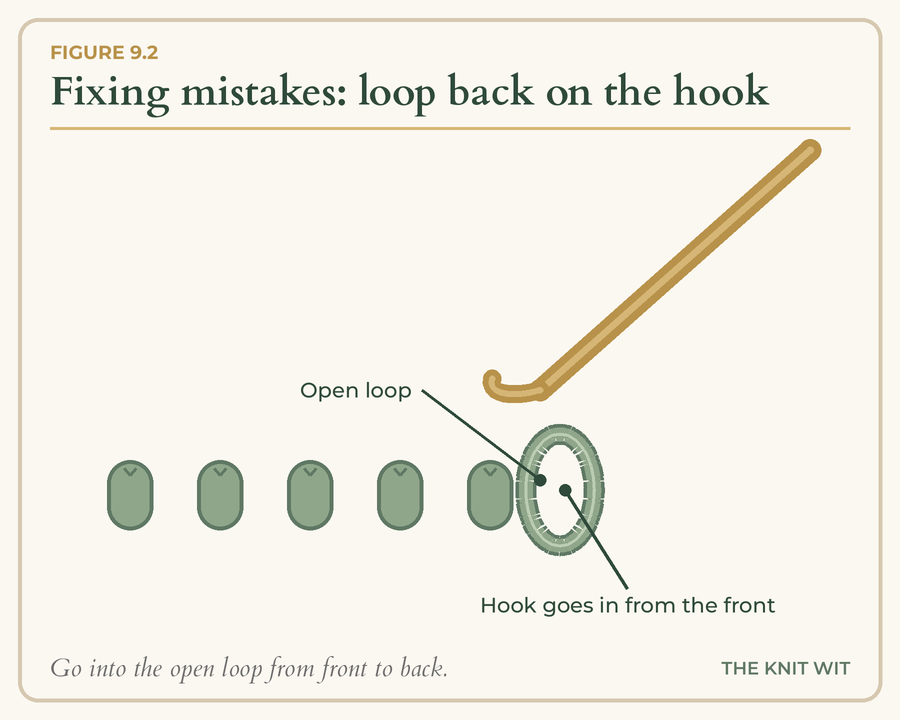 FIGURE 9.2
Fixing mistakes: loop back on the hook
Open loop
Hook goes in from the front
Go into the open loop from front to back.
THE KNIT WIT